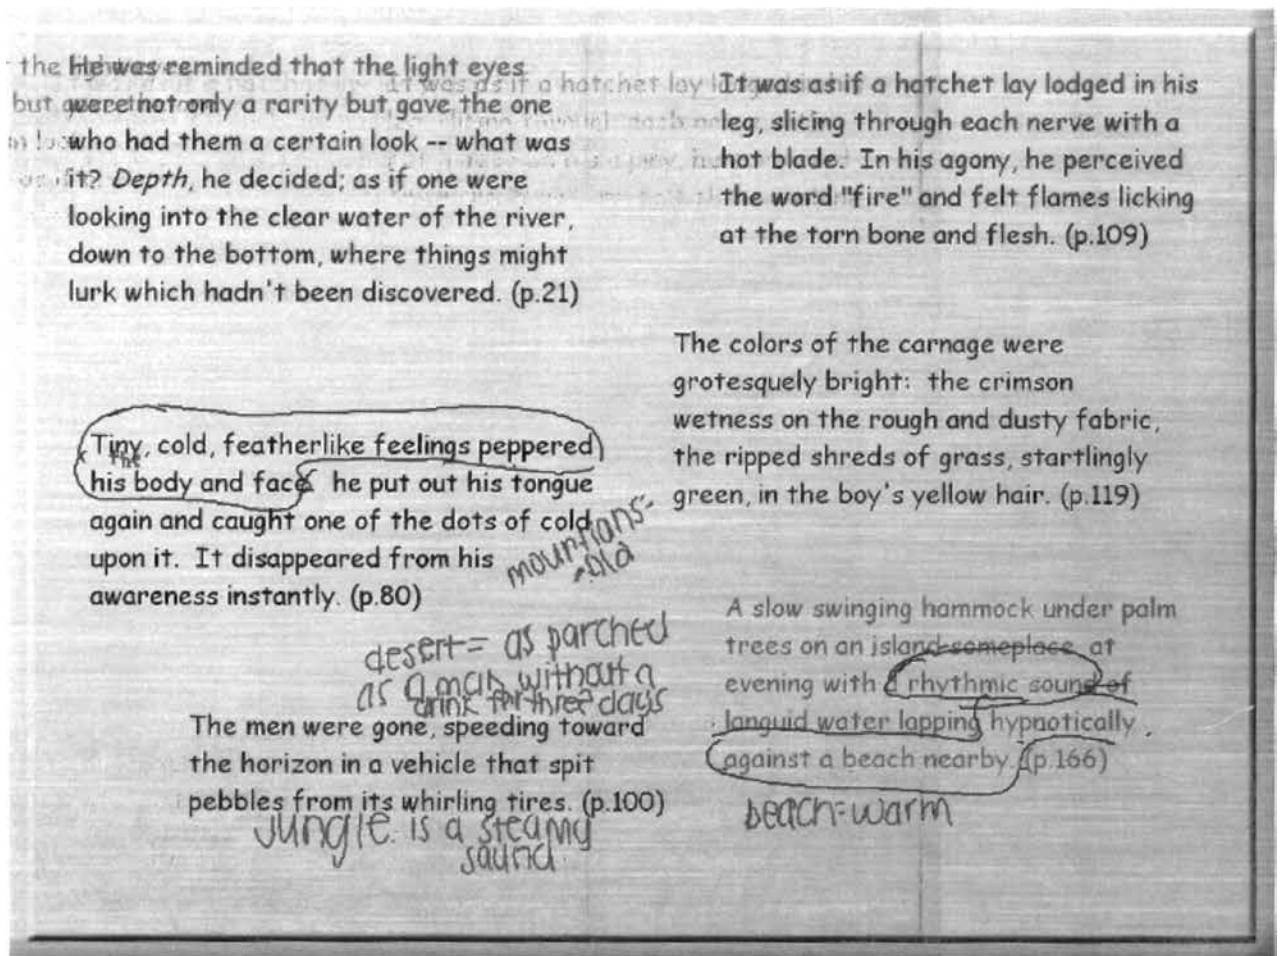 He was reminded that the light eyes
were not only a rarity but gave the one
who had them a certain look -- what was
it? Depth, he decided; as if one were
looking into the clear water of the river,
down to the bottom, where things might
lurk which hadn't been discovered. (p.21)
It was as if a hatchet lay lodged in his
leg, slicing through each nerve with a
hot blade. In his agony, he perceived
the word "fire" and felt flames licking
at the torn bone and flesh. (p.109)
The colors of the carnage were
grotesquely bright: the crimson
wetness on the rough and dusty fabric,
the ripped shreds of grass, startlingly
green, in the boy's yellow hair. (p.119)
Tiny, cold, featherlike feelings peppered
his body and face he put out his tongue
again and caught one of the dots of cold
upon it. It disappeared from his
awareness instantly. (p.80)
mountians-
desert= as parched
as a man without a
drink for three days
The men were gone, speeding toward
the horizon in a vehicle that spit
pebbles from its whirling tires. (p.100)
Jungle is a steamy
saund
A slow swinging hammock under palm
trees on an island someplace at
evening with a rhythmic sound of
languid water lapping hypnotically
against a beach nearby. (p.166)
beach=warm